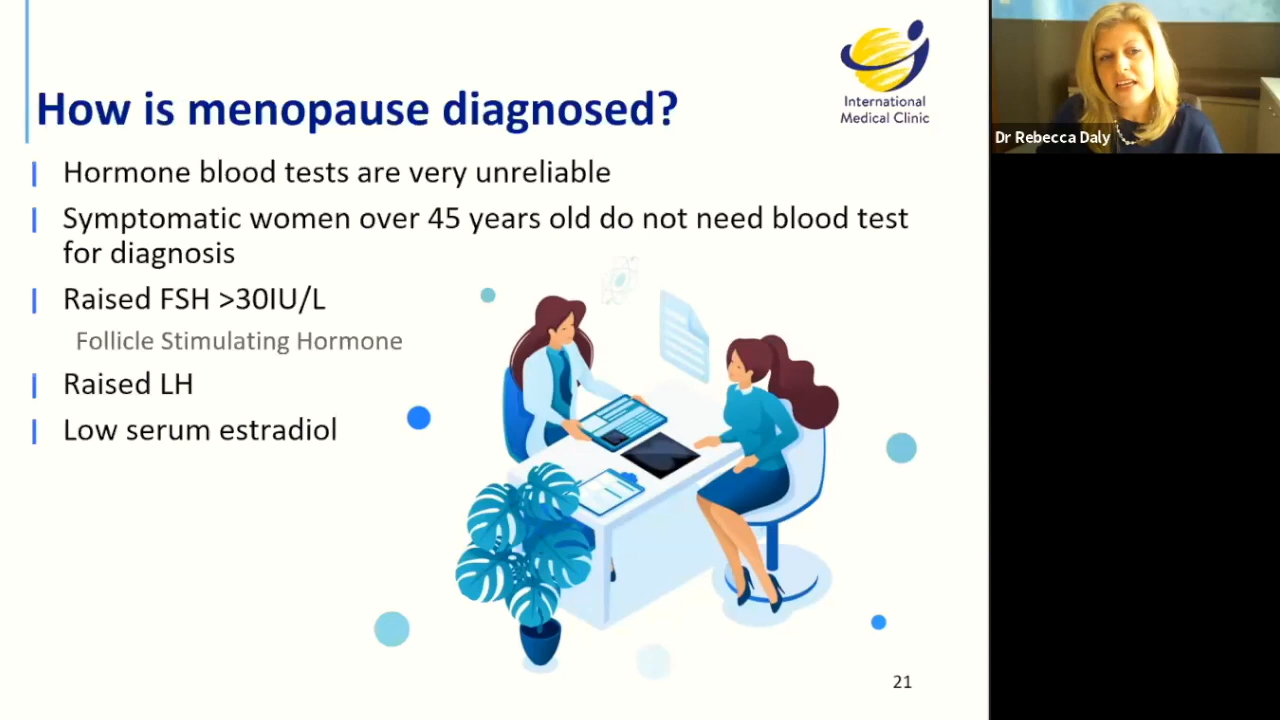 International
Medical Clinic
How is menopause diagnosed?
Hormone blood tests are very unreliable
Symptomatic women over 45 years old do not need blood test
for diagnosis
Raised FSH >30IU/L
Follicle Stimulating Hormone
Raised LH
Low serum estradiol
21
Dr Rebecca Daly